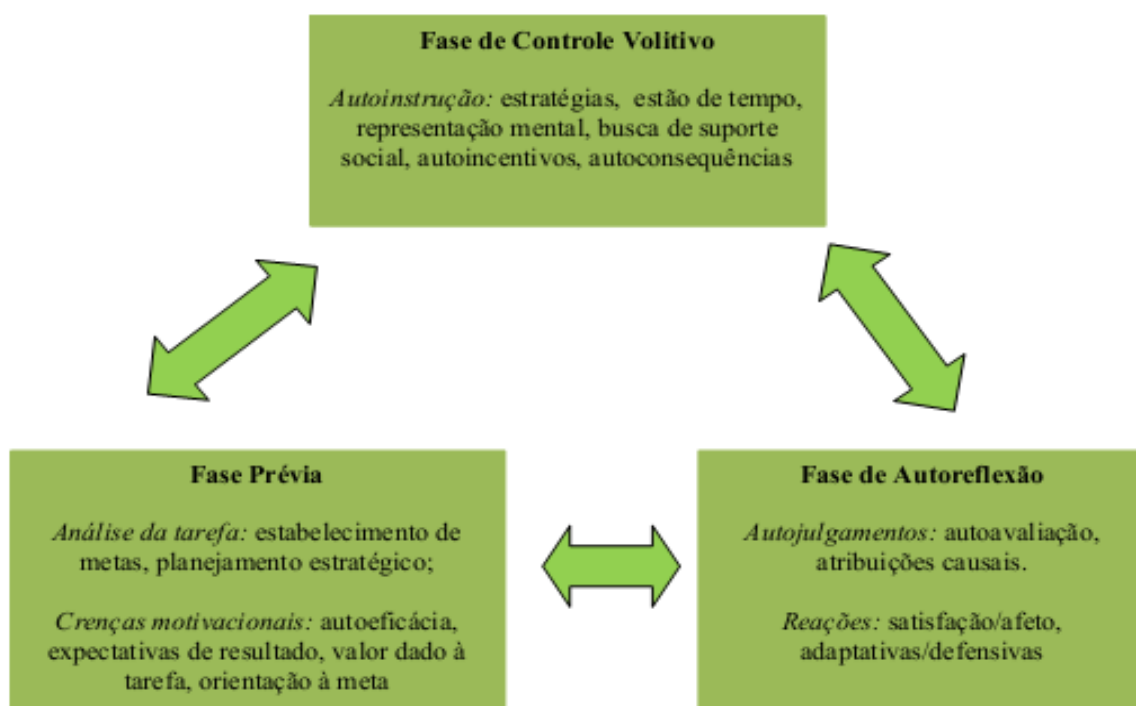 Fase de Controle Volitivo
Autoinstrução: estratégias, estão de tempo,
representação mental, busca de suporte
social, autoincentivos, autoconsequências
Fase Prévia
Análise da tarefa: estabelecimento de
metas, planejamento estratégico;
Crenças motivacionais: autoeficácia,
expectativas de resultado, valor dado à
tarefa, orientação à meta
Fase de Autoreflexão
Autojulgamentos: autoavaliação,
atribuições causais.
Reações: satisfação/afeto,
adaptativas/defensivas